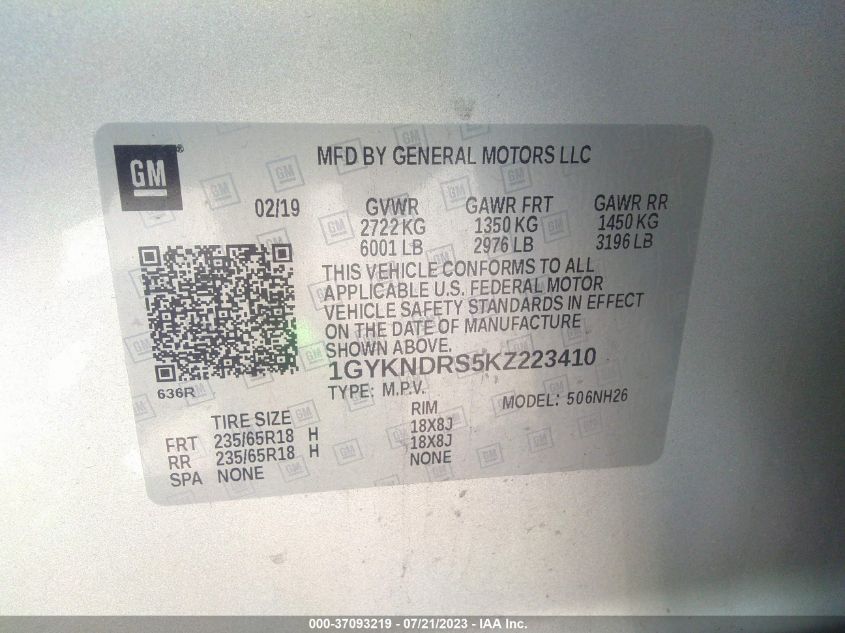 GM ®
MFD BY GENERAL MOTORS LLC
02/19 GVWR GAWR FRT GAWR RR
2722 KG 1350 KG 1450 KG
6001 LB 2976 LB 3196 LB
THIS VEHICLE CONFORMS TO ALL
APPLICABLE U.S. FEDERAL MOTOR
VEHICLE SAFETY STANDARDS IN EFFECT
ON THE DATE OF MANUFACTURE
SHOWN ABOVE.
1GYKNDRS5KZ223410
636R
TYPE: M.P.V. MODEL: 506NH26
TIRE SIZE RIM
FRT 235/65R18 H 18X8J
RR 235/65R18 H 18X8J
SPA NONE NONE
000-37093219 - 07/21/2023 - IAA Inc.